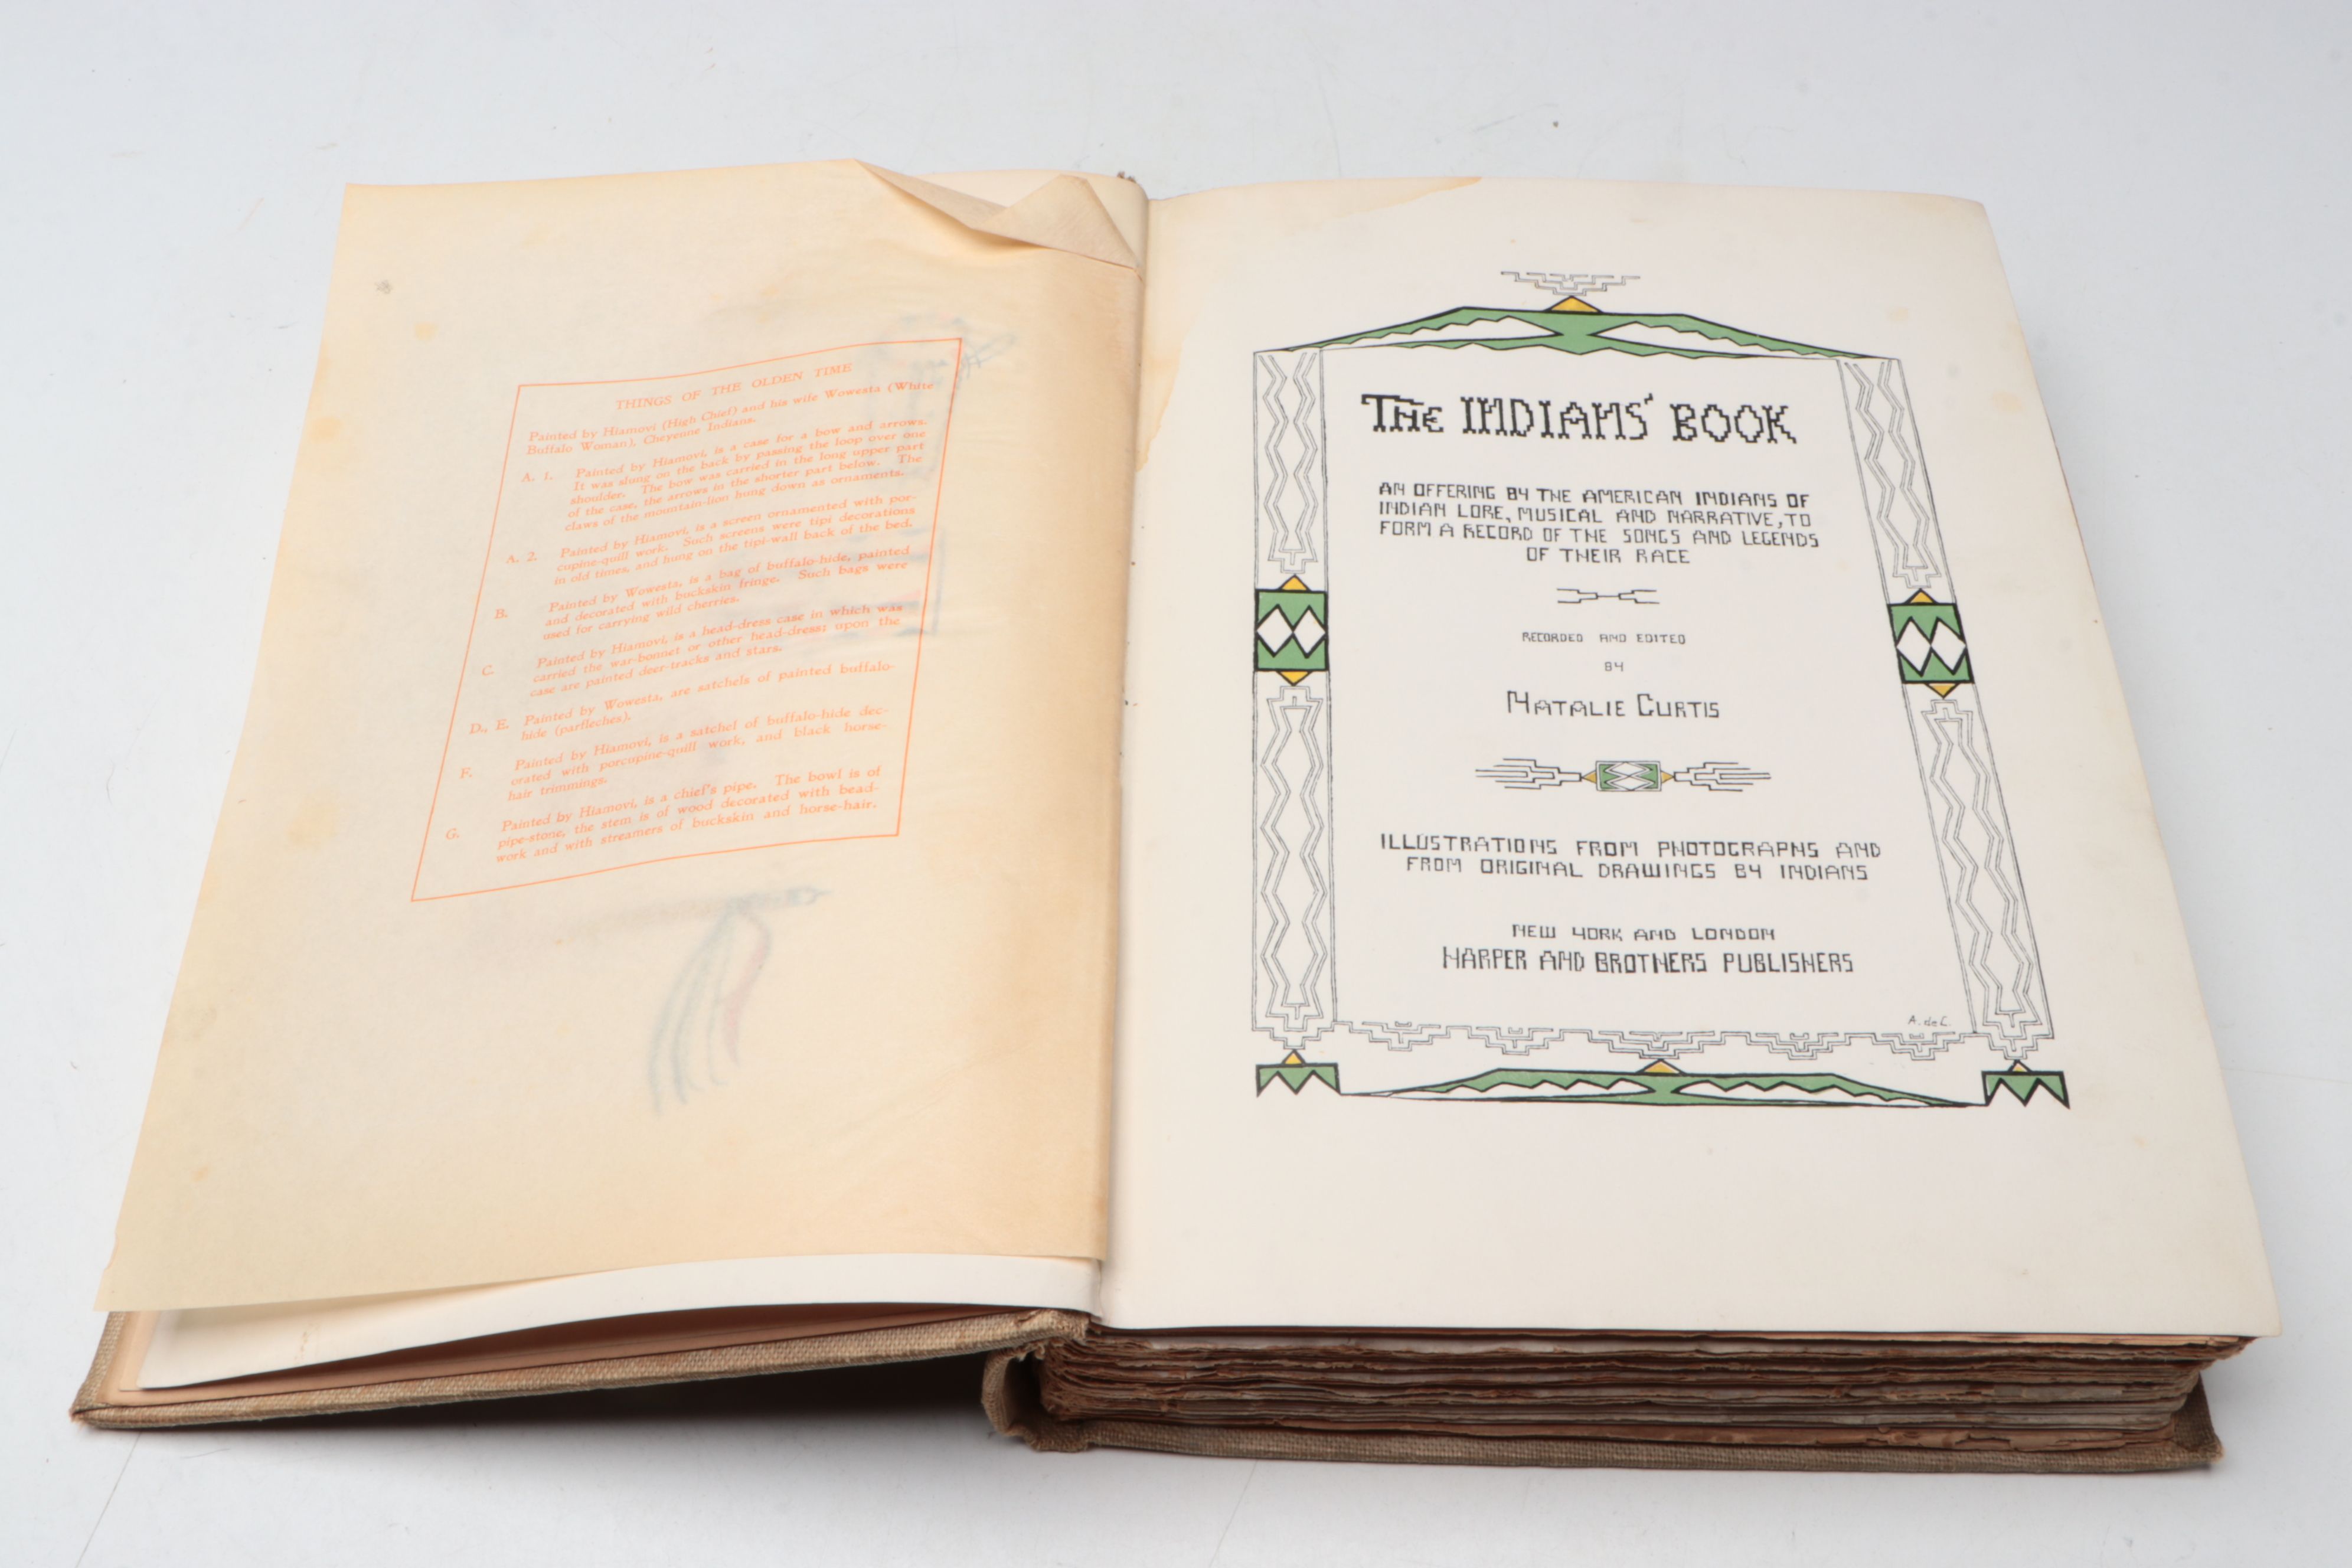 THINGS OF THE OLDEN TIME
Painted by Hiamovi (High Chief) and his wife Wowesta (White
Buffalo Woman), Cheyenne Indians.
A. 1. Painted by Hiamovi, is a case for a bow and arrows.
It was slung on the back by passing the loop over one
shoulder. The bow was carried in the long upper part
of the case, the arrows in the shorter part below. The
claws of the mountain-lion hung down as ornaments.
A. 2. Painted by Hiamovi, is a screen ornamented with por-
cupine-quill work. Such screens were tipi decorations
in old times, and hung on the tipi-wall back of the bed.
B. Painted by Wowesta, is a bag of buffalo-hide, painted
and decorated with buckskin fringe. Such bags were
used for carrying wild cherries.
C. Painted by Hiamovi, is a head-dress case in which was
carried the war-bonnet or other head-dress; upon the
case are painted deer-tracks and stars.
D., E. Painted by Wowesta, are satchels of painted buffalo-
hide (parfleches).
F. Painted by Hiamovi, is a satchel of buffalo-hide dec-
orated with porcupine-quill work, and black horse-
hair trimmings.
G. Painted by Hiamovi, is a chief's pipe. The bowl is of
pipe-stone, the stem is of wood decorated with bead-
work and with streamers of buckskin and horse-hair.
THE INDIANS' BOOK
AN OFFERING BY THE AMERICAN INDIANS OF
INDIAN LORE, MUSICAL AND NARRATIVE, TO
FORM A RECORD OF THE SONGS AND LEGENDS
OF THEIR RACE
RECORDED AND EDITED
BY
NATALIE CURTIS
ILLUSTRATIONS FROM PHOTOGRAPHS AND
FROM ORIGINAL DRAWINGS BY INDIANS
NEW YORK AND LONDON
HARPER AND BROTHERS PUBLISHERS
A. de C.